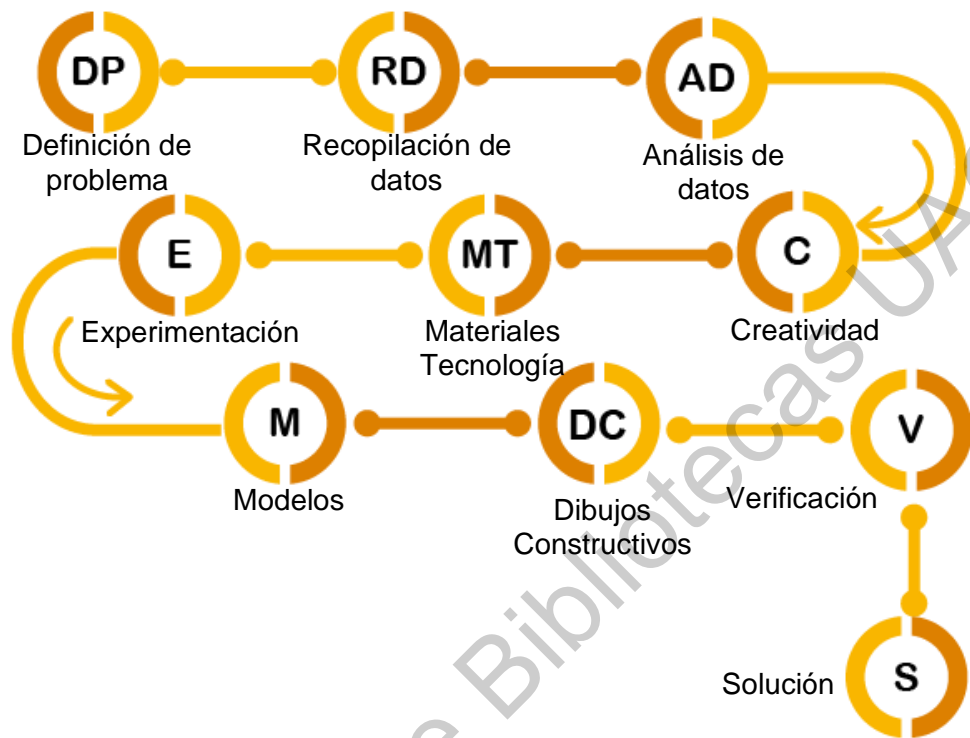 DP
RD
AD
Definición de
problema
Recopilación de
datos
Análisis de
datos
E
MT
C
Experimentación
Materiales
Tecnología
Creatividad
M
DC
V
Modelos
Dibujos
Constructivos
Verificación
Solución
S
Bibliotecas